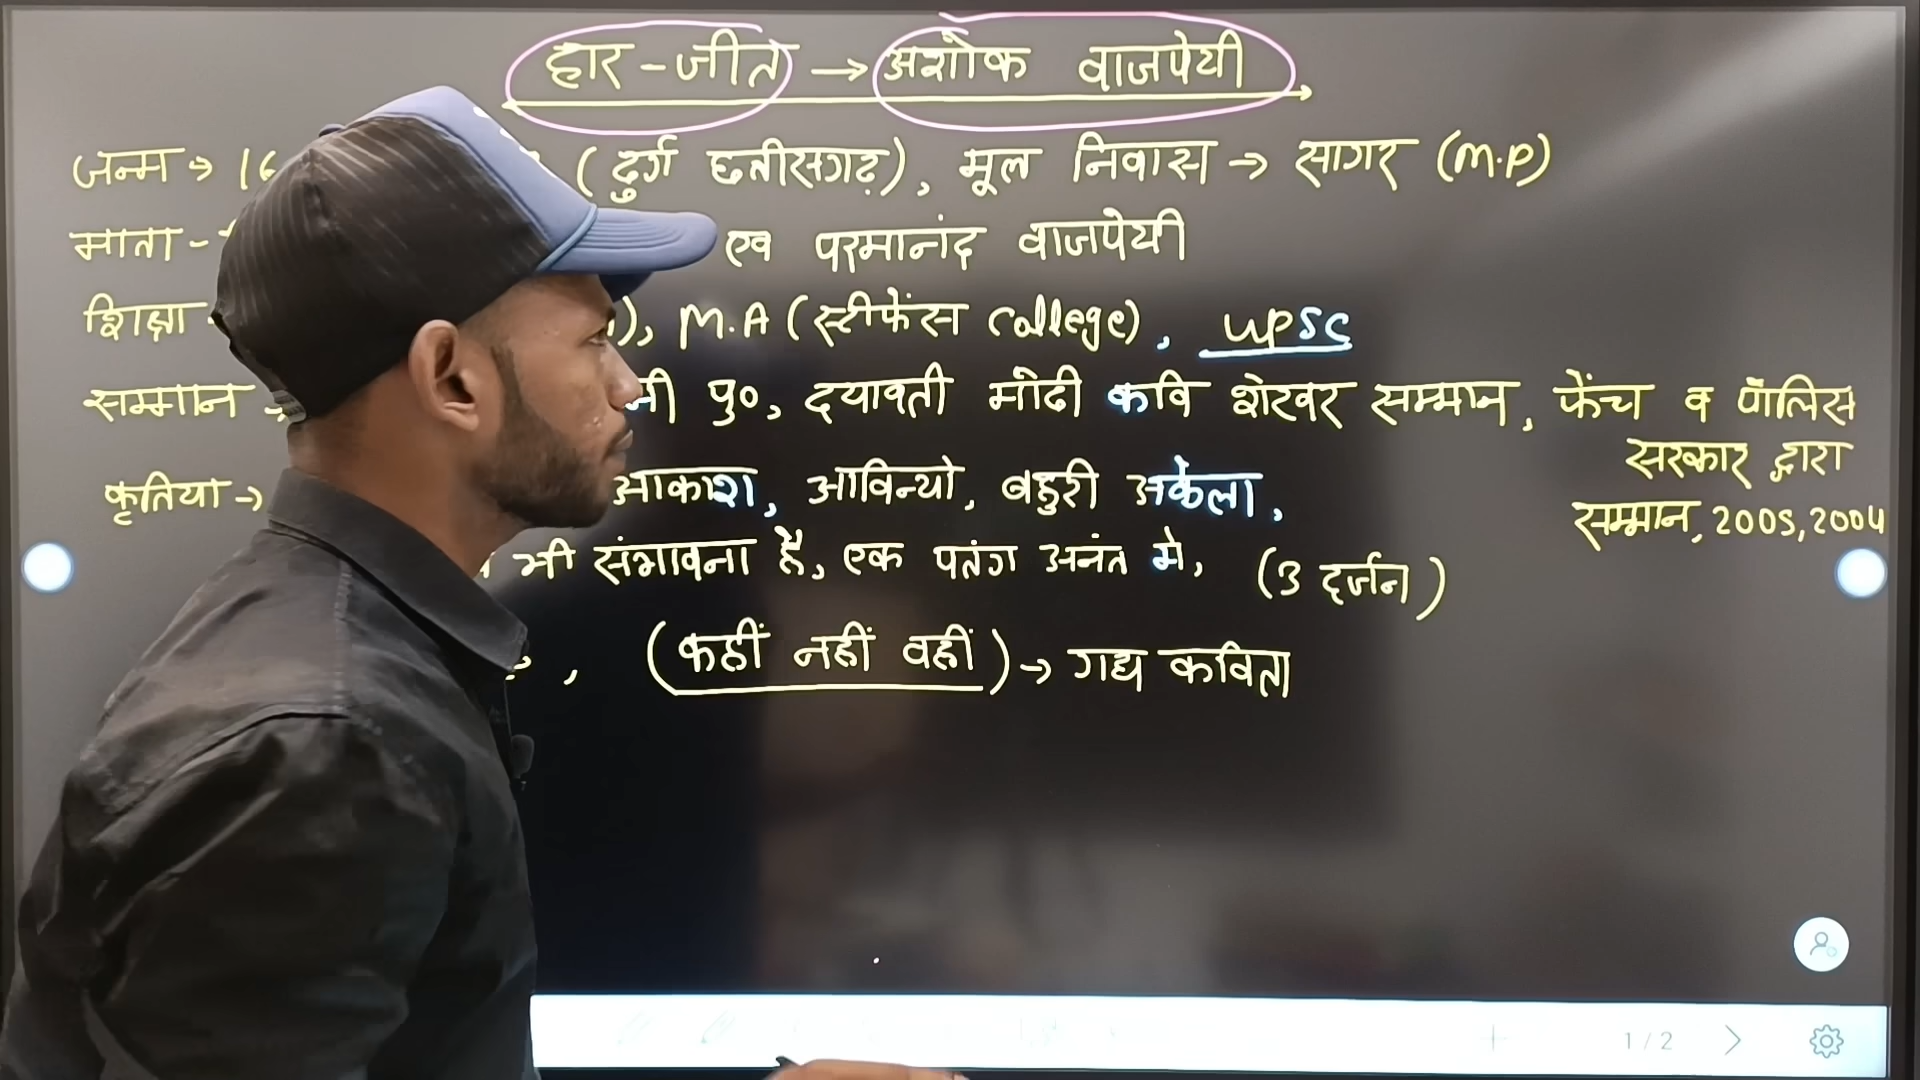 हार - जीत → अशोक वाजपेयी
जन्म → 16 (दुर्ग छत्तीसगढ़), मूल निवास → सागर (M.P)
माता - एव परमानंद वाजपेयी
शिक्षा ), M.A (स्टीफेंस College), UPSC
सम्मान → पु०, दयावती मोदी कवि शेखर सम्मान, फेंच व पोलिस
सरकार द्वारा
सम्मान, 2005, 2004
कृतिया → आकाश, आविन्यो, बहुरी अकेला,
भी संभावना है, एक पतंग अनंत मे, (3 दर्जन)
, (कहीं नहीं वहीं) → गद्य कविता
1 / 2